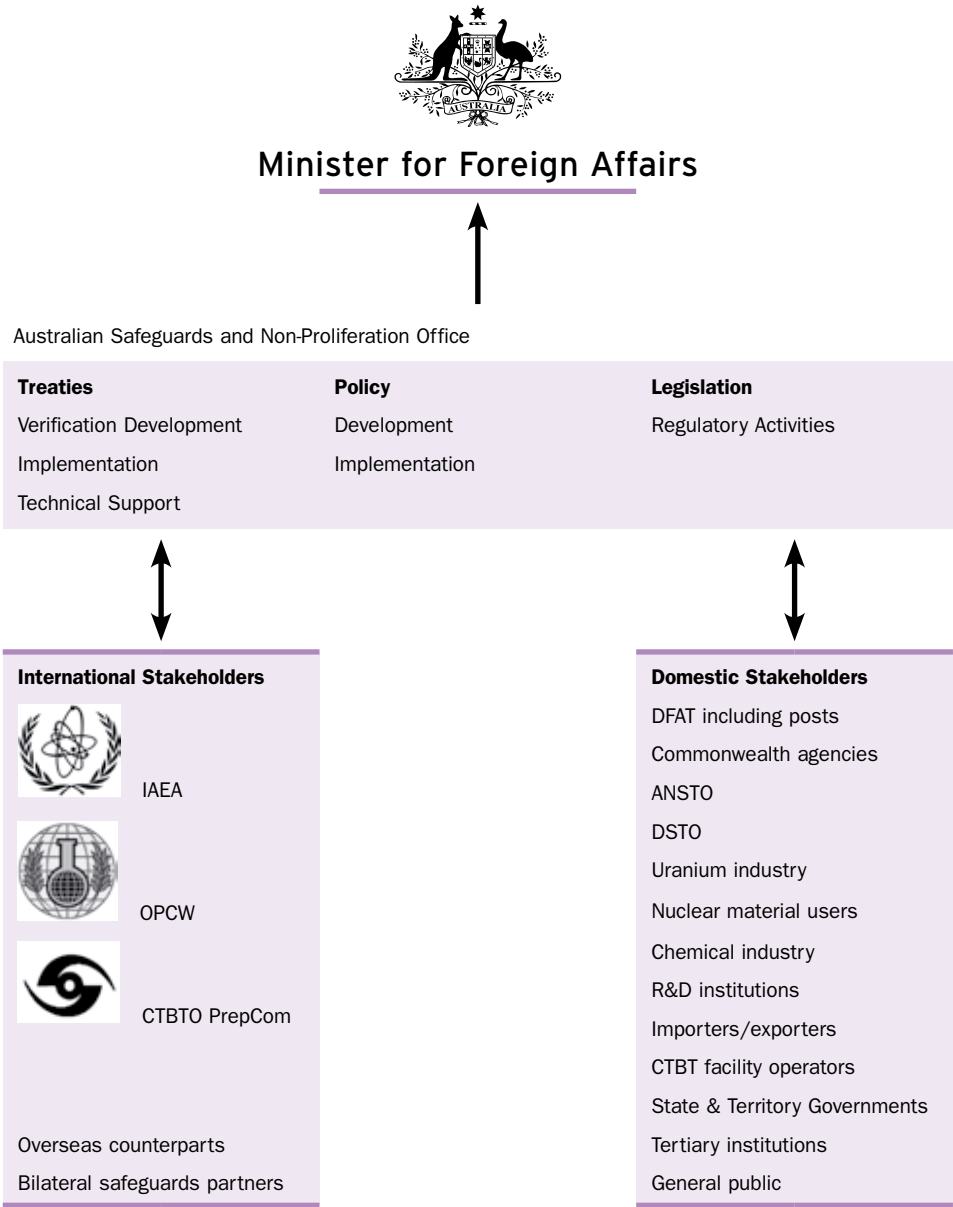 AUSTRALIA
Minister for Foreign Affairs
Australian Safeguards and Non-Proliferation Office
Treaties
Verification Development
Implementation
Technical Support
Policy
Development
Implementation
Legislation
Regulatory Activities
International Stakeholders
IAEA
OPCW
CTBTO PrepCom
Overseas counterparts
Bilateral safeguards partners
Domestic Stakeholders
DFAT including posts
Commonwealth agencies
ANSTO
DSTO
Uranium industry
Nuclear material users
Chemical industry
R&D institutions
Importers/exporters
CTBT facility operators
State & Territory Governments
Tertiary institutions
General public